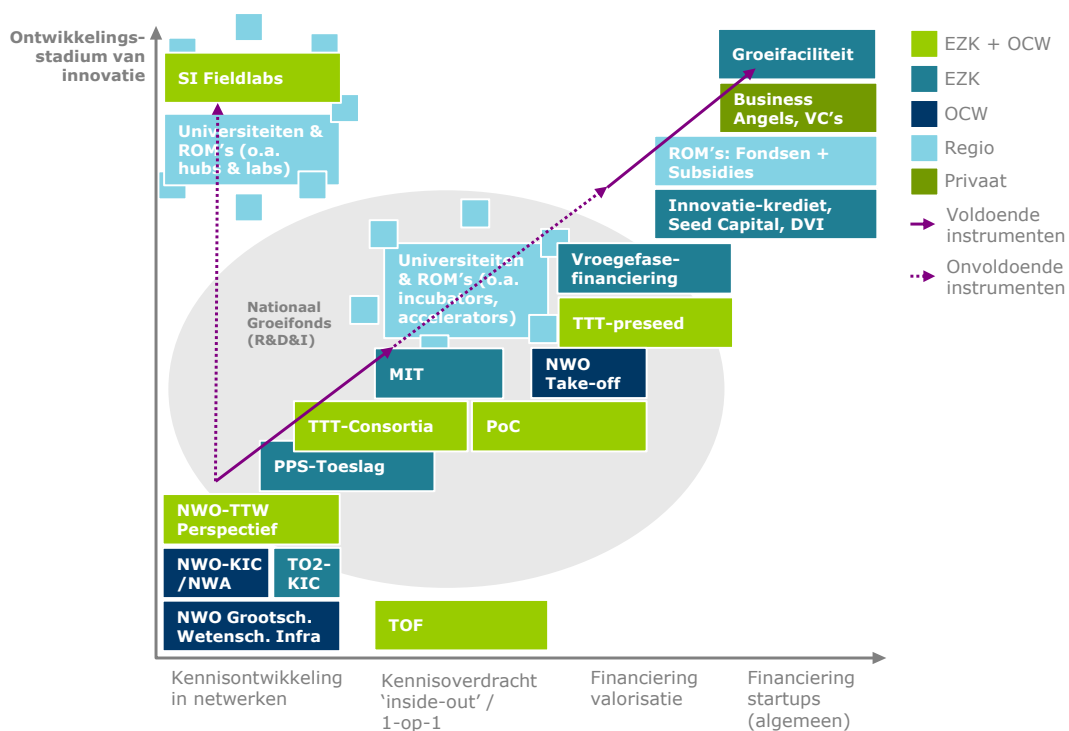 Ontwikkelings-
stadium van
innovatie
SI Fieldlabs
Universiteiten &
ROM's (o.a.
hubs & labs)
Groeifaciliteit
Business
Angels, VC's
ROM's: Fondsen +
Subsidies
Innovatie-krediet,
Seed Capital, DVI
EZK + OCW
EZK
OCW
Regio
Privaat
Voldoende
instrumenten
Onvoldoende
instrumenten
Nationaal
Groeifonds
(R&D&I)
Universiteiten
& ROM's (o.a.
incubators,
accelerators)
Vroegefase-
financiering
TTT-preseed
MIT
NWO
Take-off
TTT-Consortia
PoC
PPS-Toeslag
NWO-TTW
Perspectief
NWO-KIC
/NWA
TO2-
KIC
NWO Grootsch.
Wetensch. Infra
TOF
Kennisontwikkeling
in netwerken
Kennisoverdracht
‘inside-out’ /
1-op-1
Financiering
valorisatie
Financiering
startups
(algemeen)